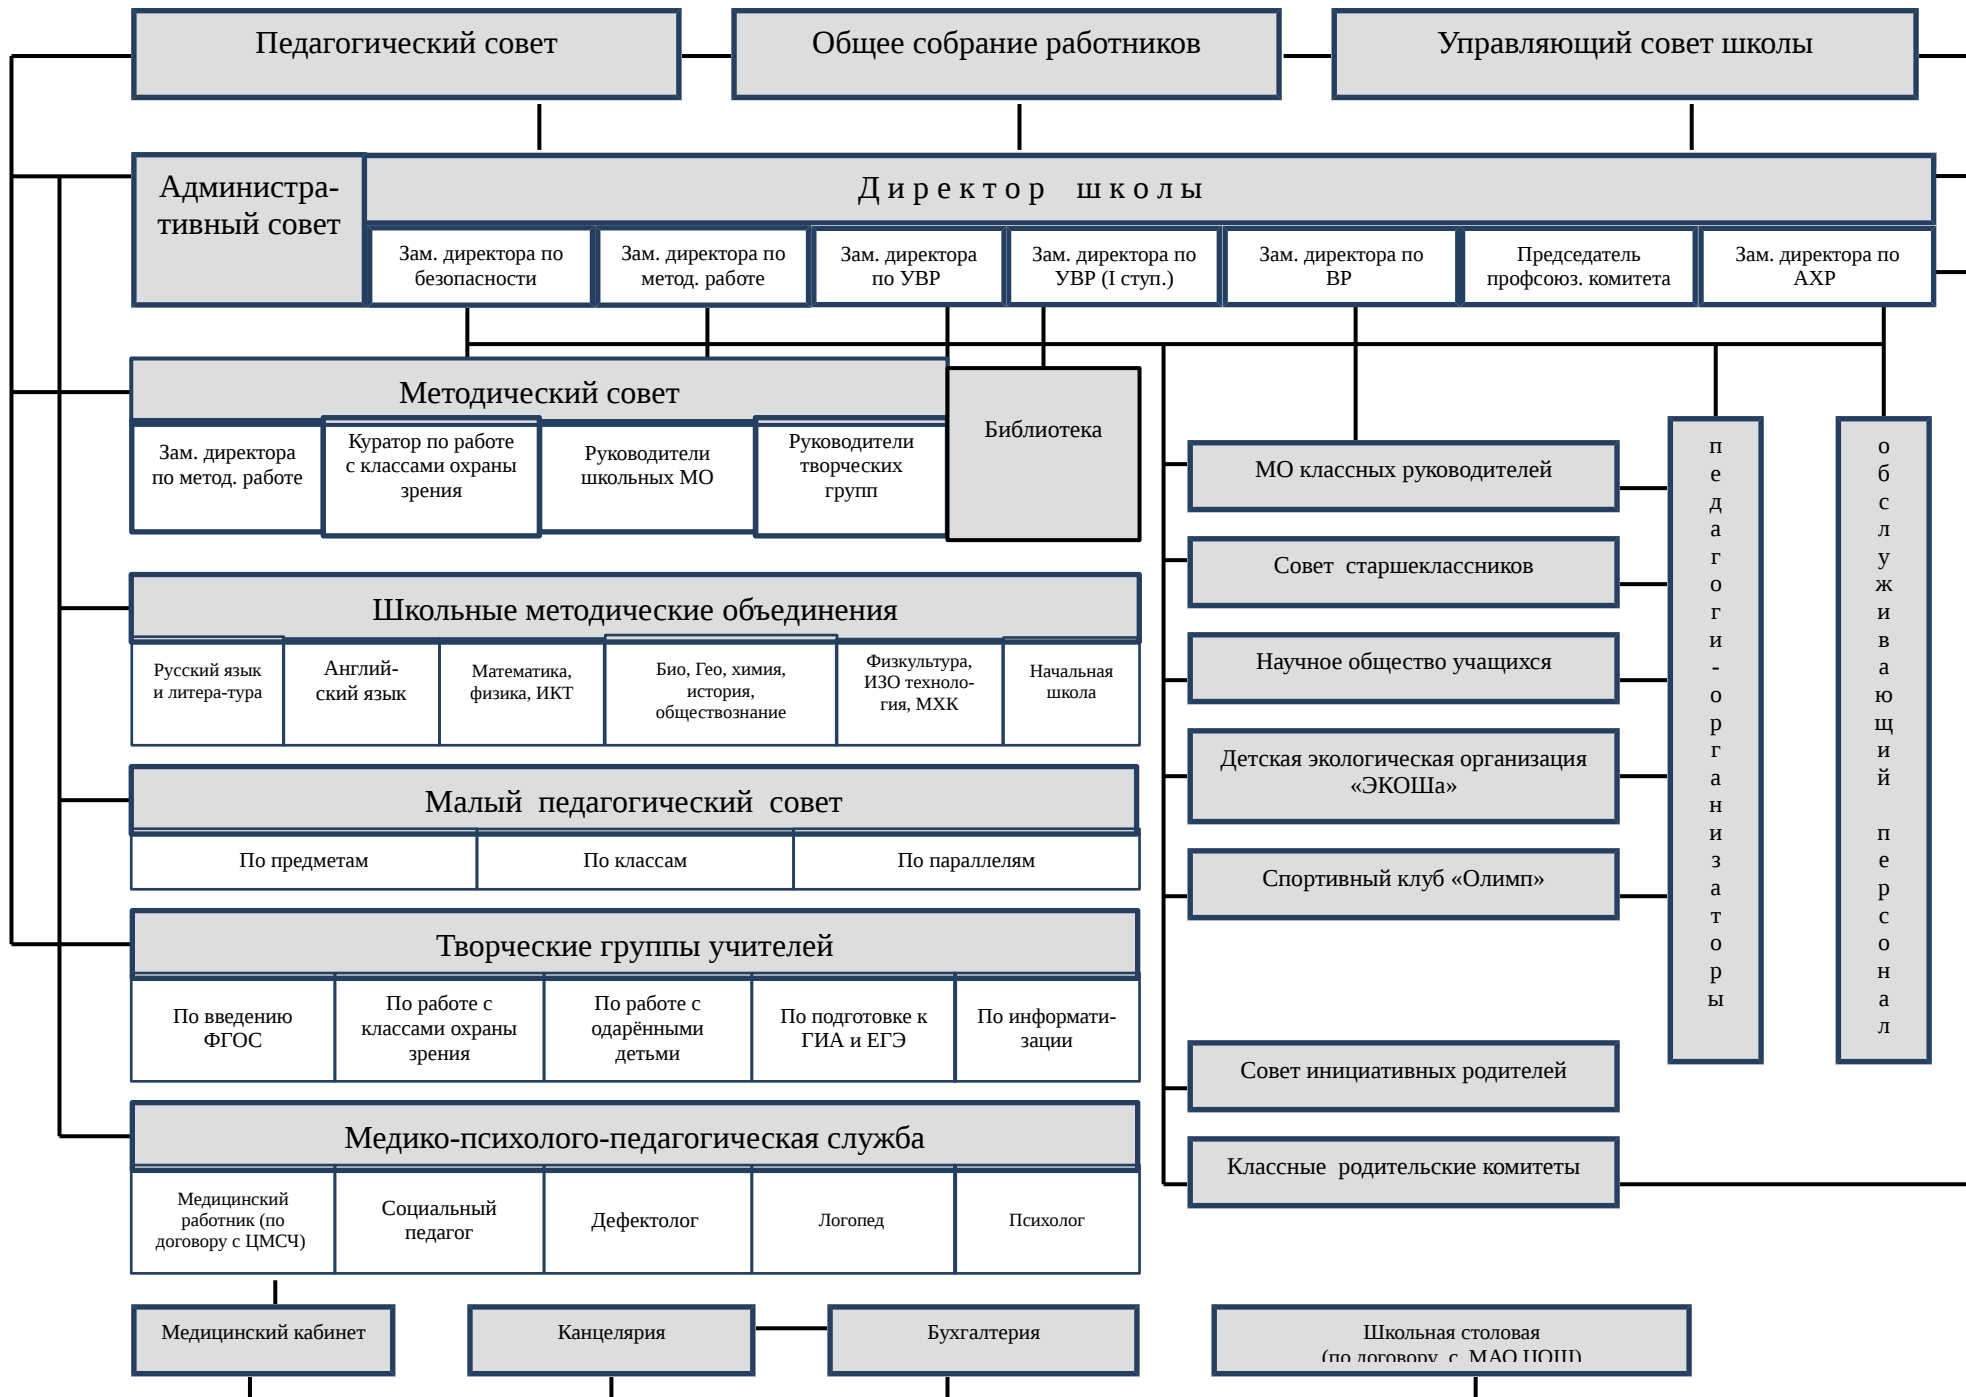 Педагогический совет
Общее собрание работников
Управляющий совет школы
Администра-
тивный совет
Д и р е к т о р   ш к о л ы
Зам. директора по
безопасности
Зам. директора по
метод. работе
Зам. директора
по УВР
Зам. директора по
УВР (I ступ.)
Зам. директора по
ВР
Председатель
профсоюз. комитета
Зам. директора по
АХР
Методический совет
Зам. директора
по метод. работе
Куратор по работе
с классами охраны
зрения
Руководители
школьных МО
Руководители
творческих
групп
Библиотека
Школьные методические объединения
Русский язык
и литера-тура
Англий-
ский язык
Математика,
физика, ИКТ
Био, Гео, химия,
история,
обществознание
Физкультура,
ИЗО техноло-
гия, МХК
Начальная
школа
Малый  педагогический  совет
По предметам
По классам
По параллелям
Творческие группы учителей
По введению
ФГОС
По работе с
классами охраны
зрения
По работе с
одарёнными
детьми
По подготовке к
ГИА и ЕГЭ
По информати-
зации
Медико-психолого-педагогическая служба
Медицинский
работник (по
договору с ЦМСЧ)
Социальный
педагог
Дефектолог
Логопед
Психолог
МО классных руководителей
Совет  старшеклассников
Научное общество учащихся
Детская экологическая организация
«ЭКОШа»
Спортивный клуб «Олимп»
Совет инициативных родителей
Классные  родительские комитеты
педагоги-организаторы
обслуживающий персонал
Медицинский кабинет
Канцелярия
Бухгалтерия
Школьная столовая
(по договору  с  МАО ЦОШ)